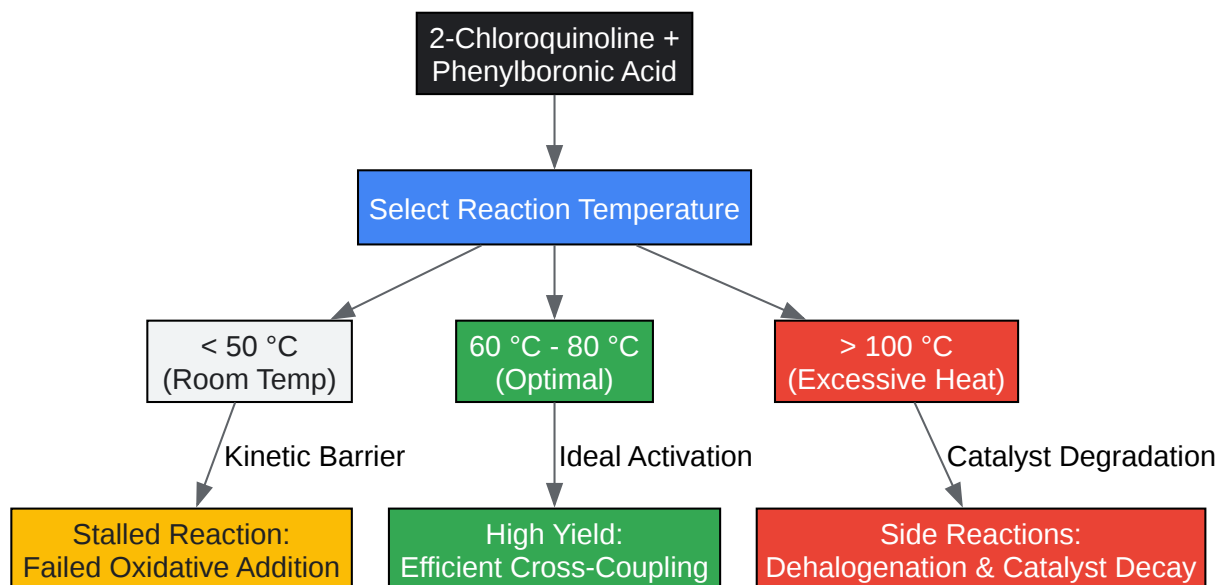 2-Chloroquinoline +
Phenylboronic Acid
Select Reaction Temperature
< 50 °C
(Room Temp)
60 °C - 80 °C
(Optimal)
> 100 °C
(Excessive Heat)
Kinetic Barrier
Ideal Activation
Catalyst Degradation
Stalled Reaction:
Failed Oxidative Addition
High Yield:
Efficient Cross-Coupling
Side Reactions:
Dehalogenation & Catalyst Decay